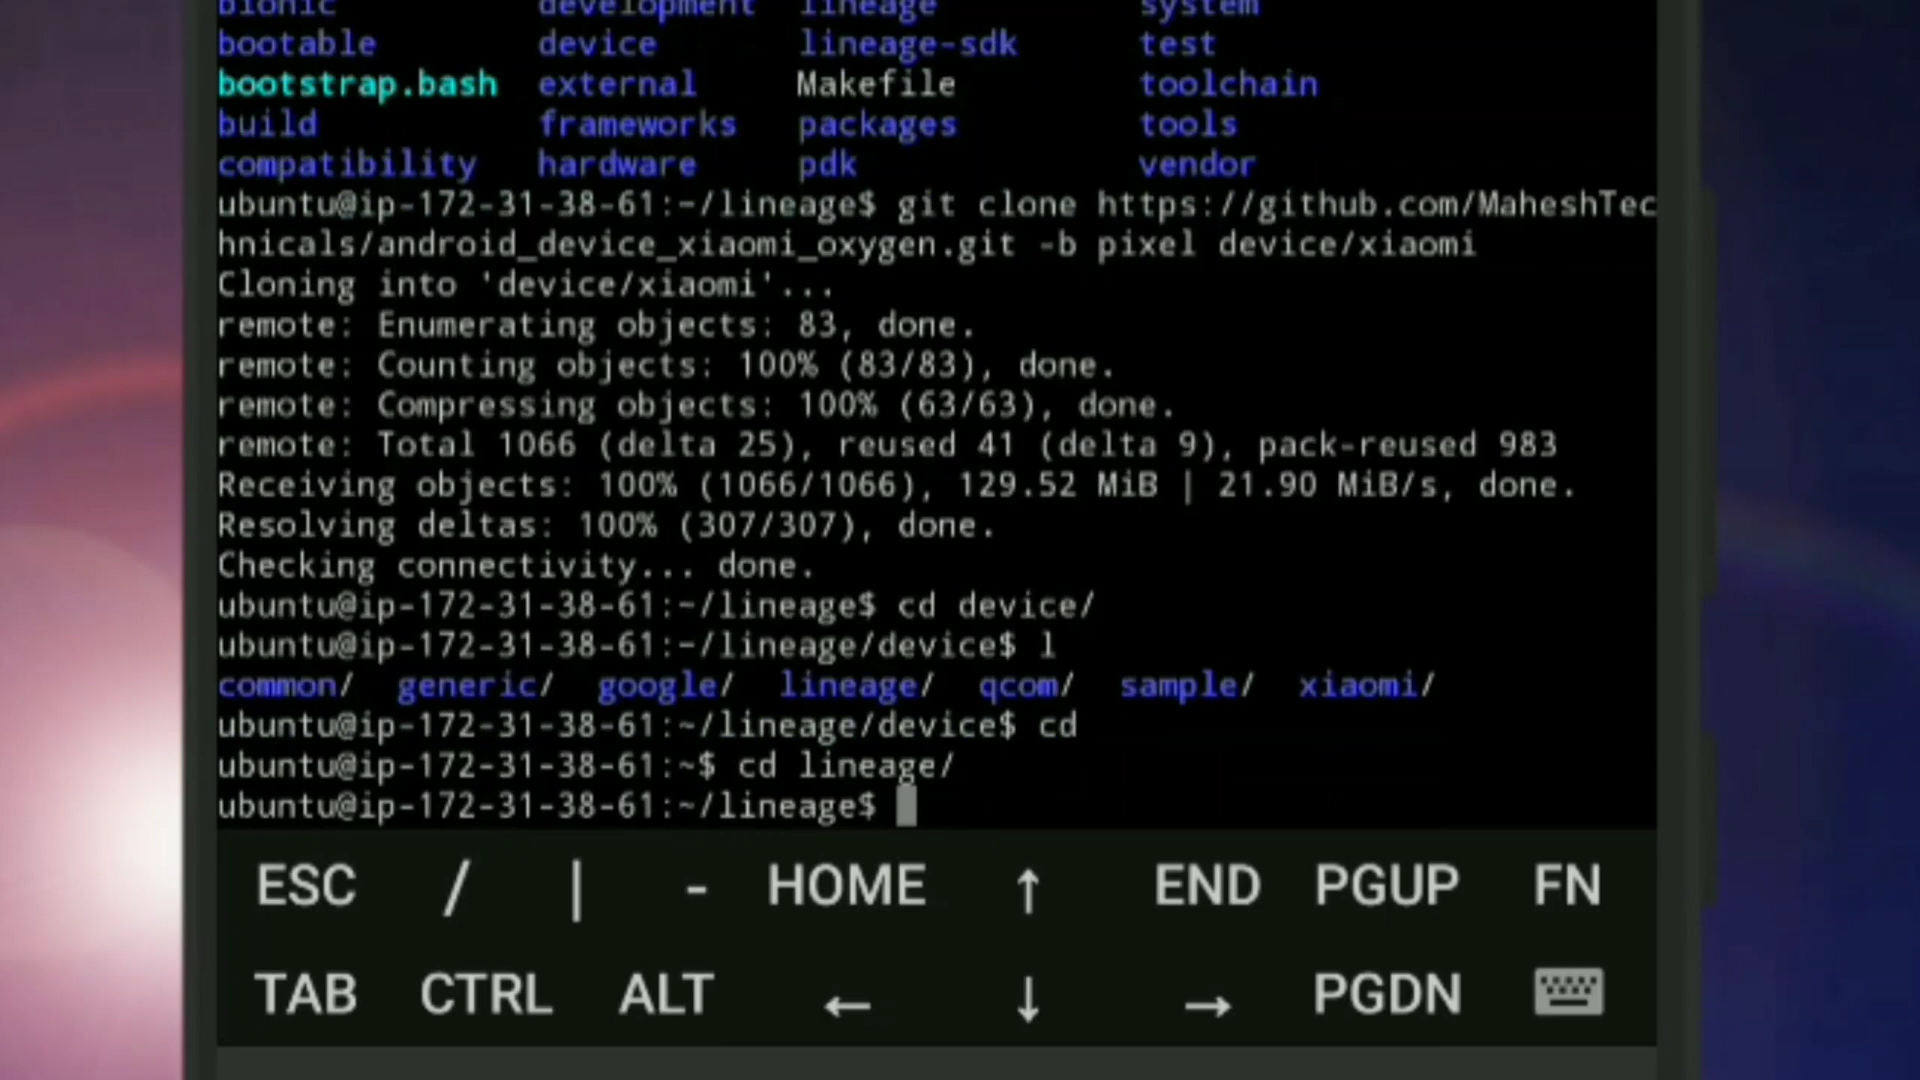 bionic development lineage system
bootable device lineage-sdk test
bootstrap.bash external Makefile toolchain
build frameworks packages tools
compatibility hardware pdk vendor
ubuntu@ip-172-31-38-61:~/lineage$ git clone https://github.com/MaheshTec
hnicals/android_device_xiaomi_oxygen.git -b pixel device/xiaomi
Cloning into 'device/xiaomi'...
remote: Enumerating objects: 83, done.
remote: Counting objects: 100% (83/83), done.
remote: Compressing objects: 100% (63/63), done.
remote: Total 1066 (delta 25), reused 41 (delta 9), pack-reused 983
Receiving objects: 100% (1066/1066), 129.52 MiB | 21.90 MiB/s, done.
Resolving deltas: 100% (307/307), done.
Checking connectivity... done.
ubuntu@ip-172-31-38-61:~/lineage$ cd device/
ubuntu@ip-172-31-38-61:~/lineage/device$ l
common/ generic/ google/ lineage/ qcom/ sample/ xiaomi/
ubuntu@ip-172-31-38-61:~/lineage/device$ cd
ubuntu@ip-172-31-38-61:~$ cd lineage/
ubuntu@ip-172-31-38-61:~/lineage$
ESC / | - HOME ↑ END PGUP FN
TAB CTRL ALT ← ↓ → PGDN